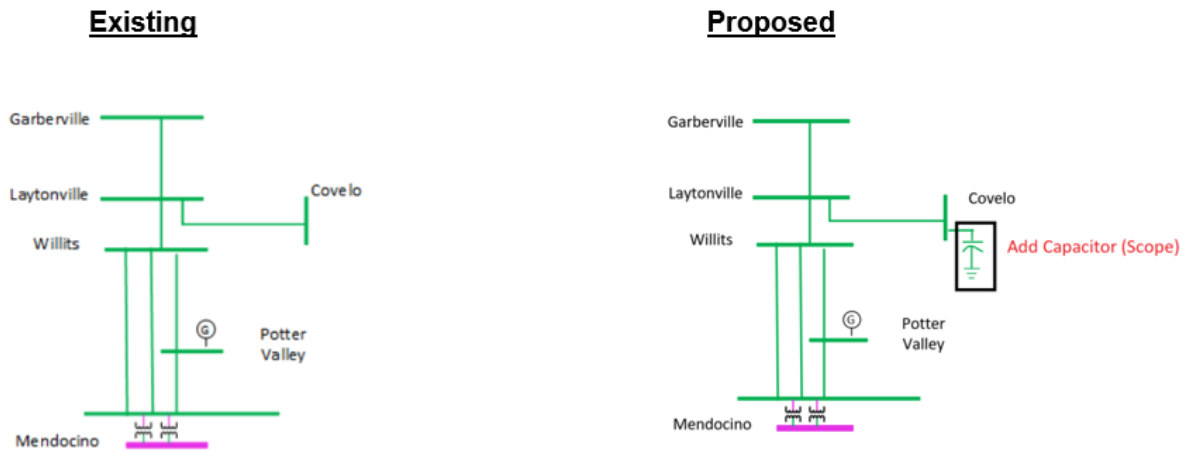 Existing
Proposed
Garberville
Laytonville
Covelo
Willits
G
Potter
Valley
Mendocino
Garberville
Laytonville
Covelo
Willits
Add Capacitor (Scope)
G
Potter
Valley
Mendocino